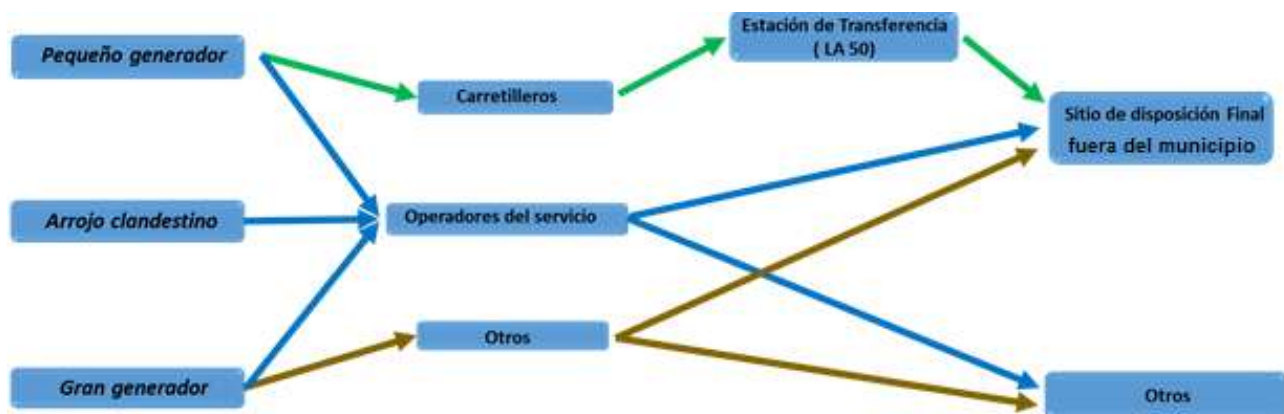 Pequeño generador
Estación de Transferencia
( LA 50)
Carretilleros
Sitio de disposición Final
fuera del municipio
Arrojo clandestino
Operadores del servicio
Otros
Gran generador
Otros